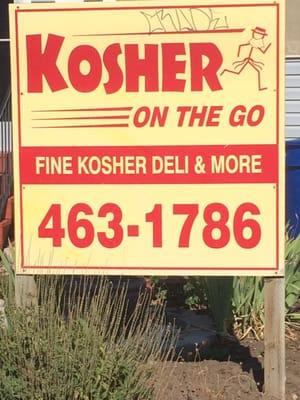 KOSHER
ON THE GO
FINE KOSHER DELI & MORE
463-1786